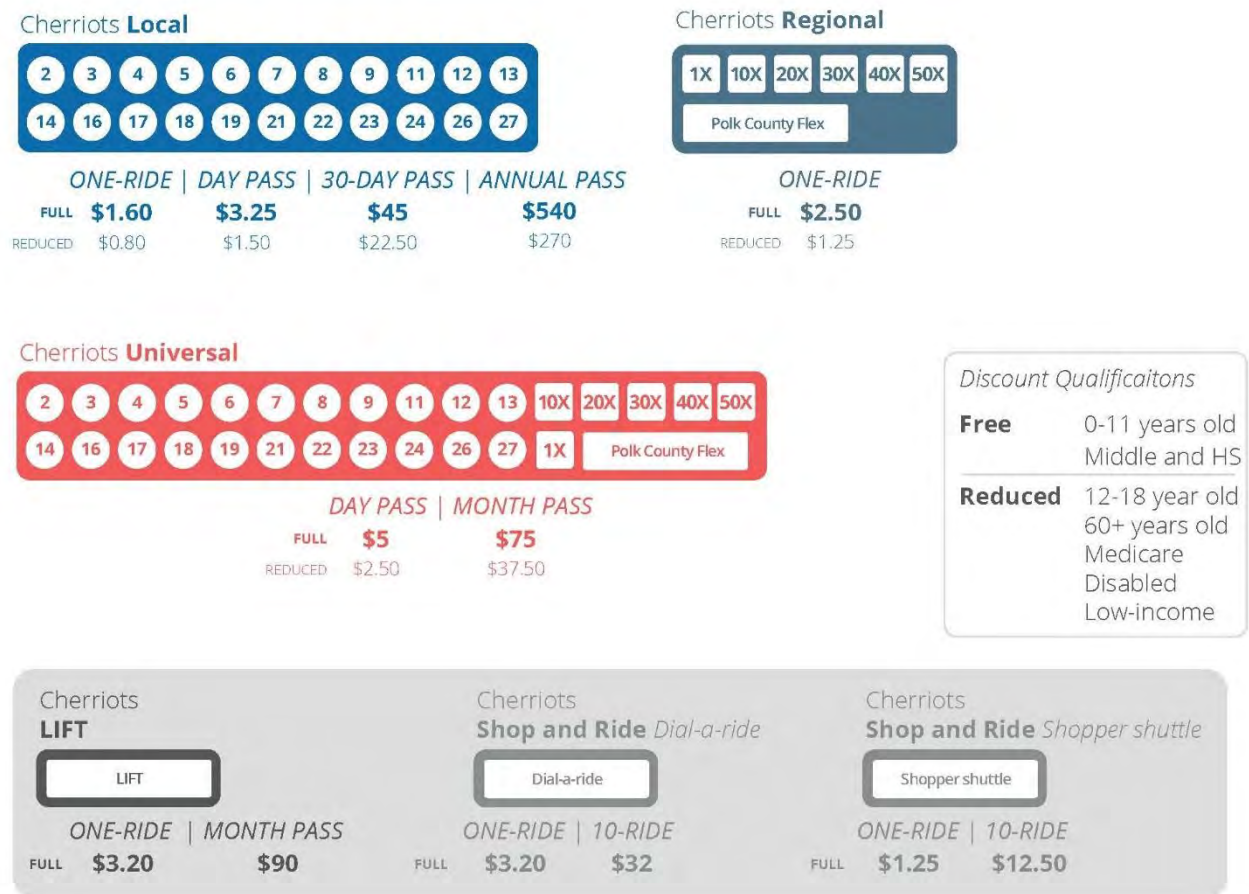 Cherriots Local
2 3 4 5 6 7 8 9 11 12 13
14 16 17 18 19 21 22 23 24 26 27
ONE-RIDE | DAY PASS | 30-DAY PASS | ANNUAL PASS
FULL $1.60 $3.25 $45 $540
REDUCED $0.80 $1.50 $22.50 $270
Cherriots Regional
1X 10X 20X 30X 40X 50X
Polk County Flex
ONE-RIDE
FULL $2.50
REDUCED $1.25
Cherriots Universal
2 3 4 5 6 7 8 9 11 12 13 10X 20X 30X 40X 50X
14 16 17 18 19 21 22 23 24 26 27 1X Polk County Flex
DAY PASS | MONTH PASS
FULL $5 $75
REDUCED $2.50 $37.50
Discount Qualificaitons
Free 0-11 years old
Middle and HS
Reduced 12-18 year old
60+ years old
Medicare
Disabled
Low-income
Cherriots
LIFT
LIFT
ONE-RIDE | MONTH PASS
FULL $3.20 $90
Cherriots
Shop and Ride Dial-a-ride
Dial-a-ride
ONE-RIDE | 10-RIDE
FULL $3.20 $32
Cherriots
Shop and Ride Shopper shuttle
Shopper shuttle
ONE-RIDE | 10-RIDE
FULL $1.25 $12.50